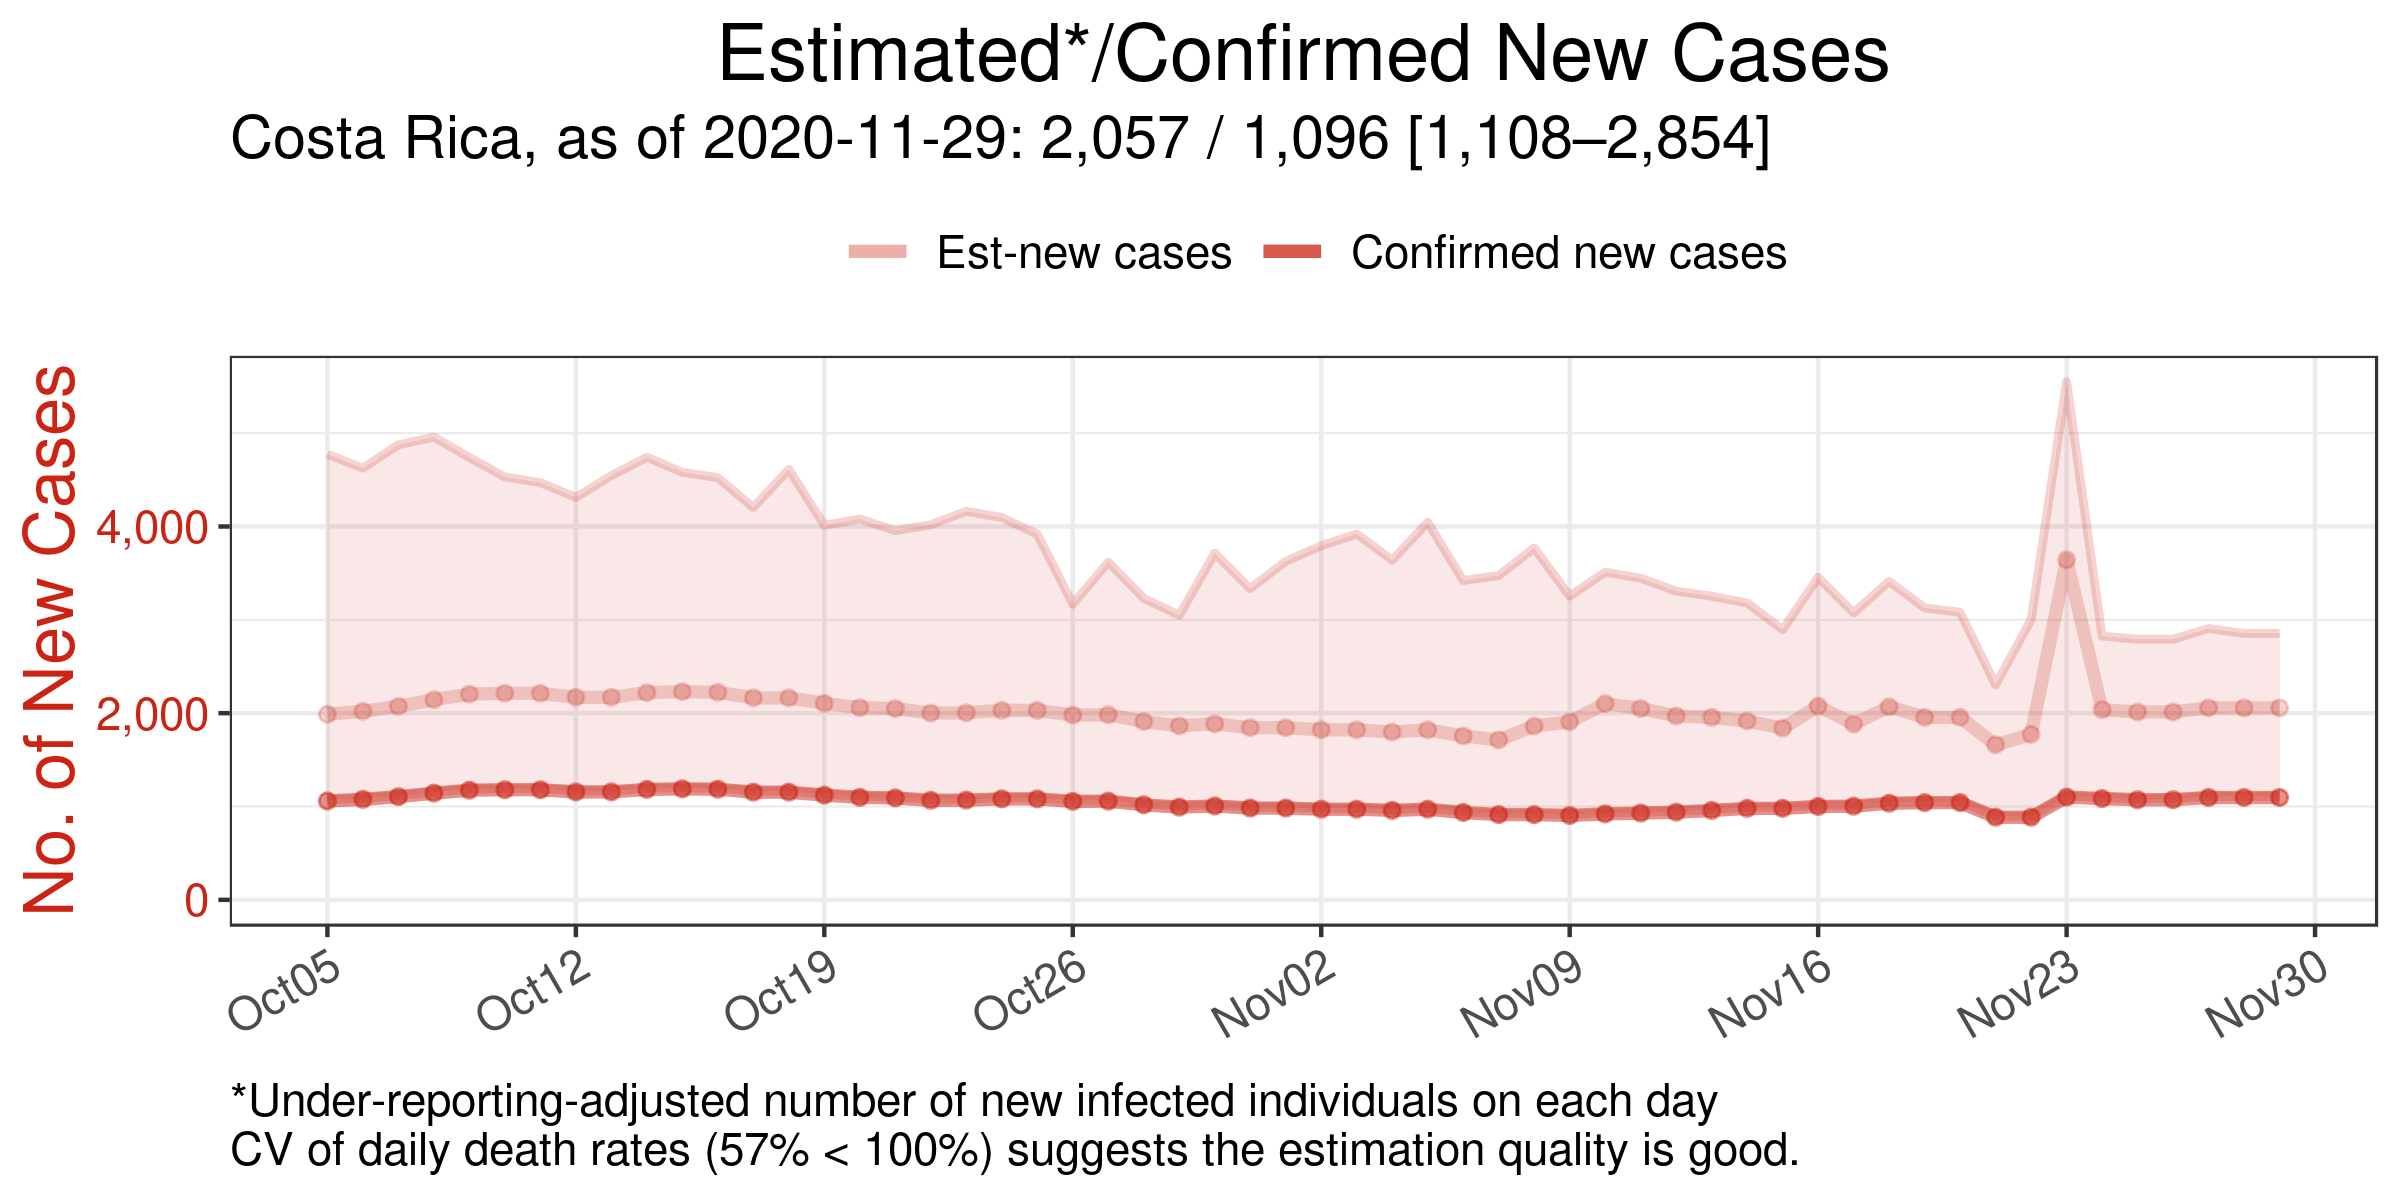 Estimated*/Confirmed New Cases
Costa Rica, as of 2020-11-29: 2,057 / 1,096 [1,108–2,854]
Est-new cases
Confirmed new cases
No. of New Cases
4,000
2,000
0
Oct05
Oct12
Oct19
Oct26
Nov02
Nov09
Nov16
Nov23
Nov30
*Under-reporting-adjusted number of new infected individuals on each day
CV of daily death rates (57% < 100%) suggests the estimation quality is good.